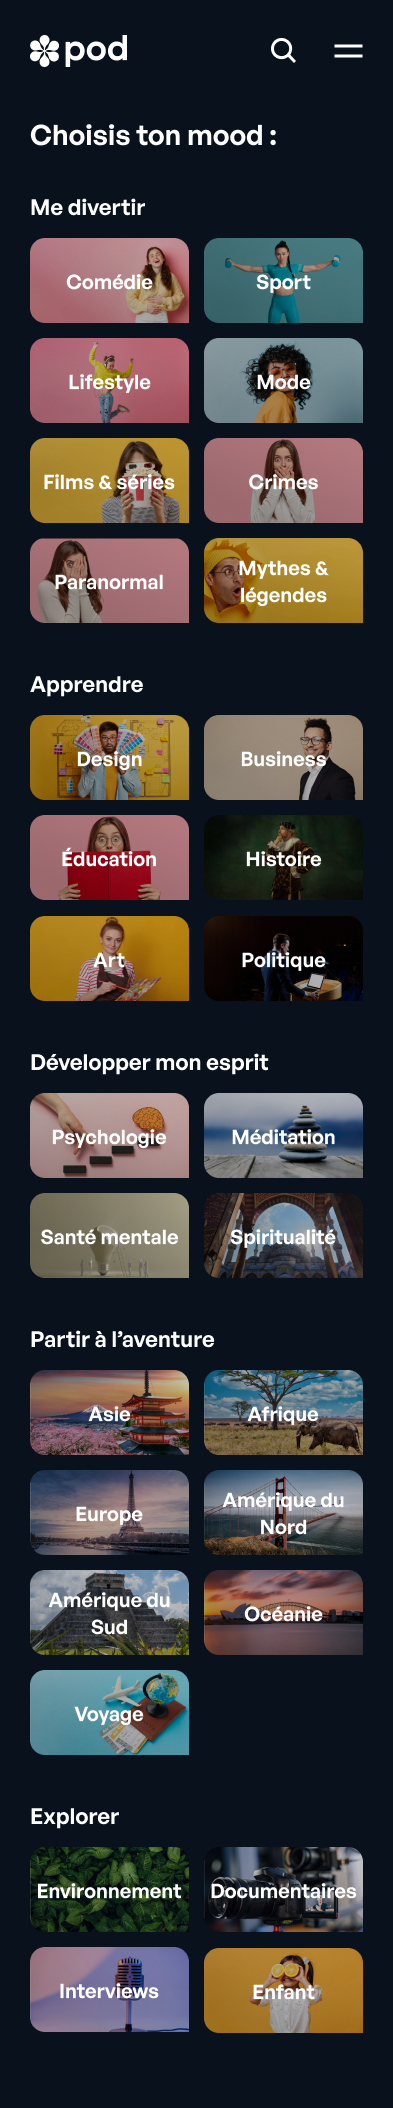 pod
Choisis ton mood :
Me divertir
Comédie
Sport
Lifestyle
Mode
Films & séries
Crimes
Paranormal
Mythes &
légendes
Apprendre
Design
Business
Éducation
Histoire
Art
Politique
Développer mon esprit
Psychologie
Méditation
Santé mentale
Spiritualité
Partir à l’aventure
Asie
Afrique
Europe
Amérique du
Nord
Amérique du
Sud
Océanie
Voyage
Explorer
Environnement
Documentaires
Interviews
Enfant